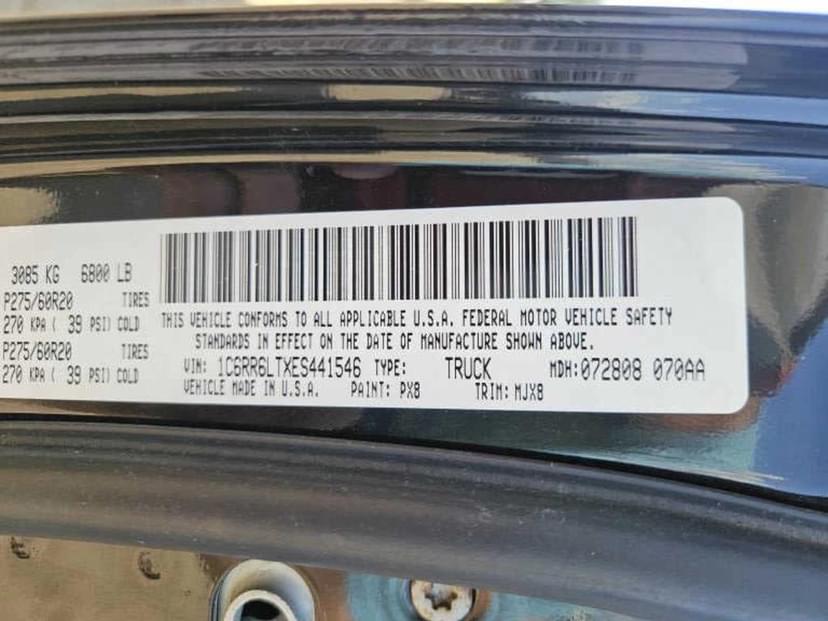 3085 KG 6800 LB
P275/60R20 TIRES
270 KPA ( 39 PSI) COLD
P275/60R20 TIRES
270 KPA ( 39 PSI) COLD
THIS VEHICLE CONFORMS TO ALL APPLICABLE U.S.A. FEDERAL MOTOR VEHICLE SAFETY
STANDARDS IN EFFECT ON THE DATE OF MANUFACTURE SHOWN ABOVE.
VIN: 1C6RR6LTXES441546 TYPE: TRUCK MDH:072808 070AA
VEHICLE MADE IN U.S.A. PAINT: PX8 TRIM: MJX8